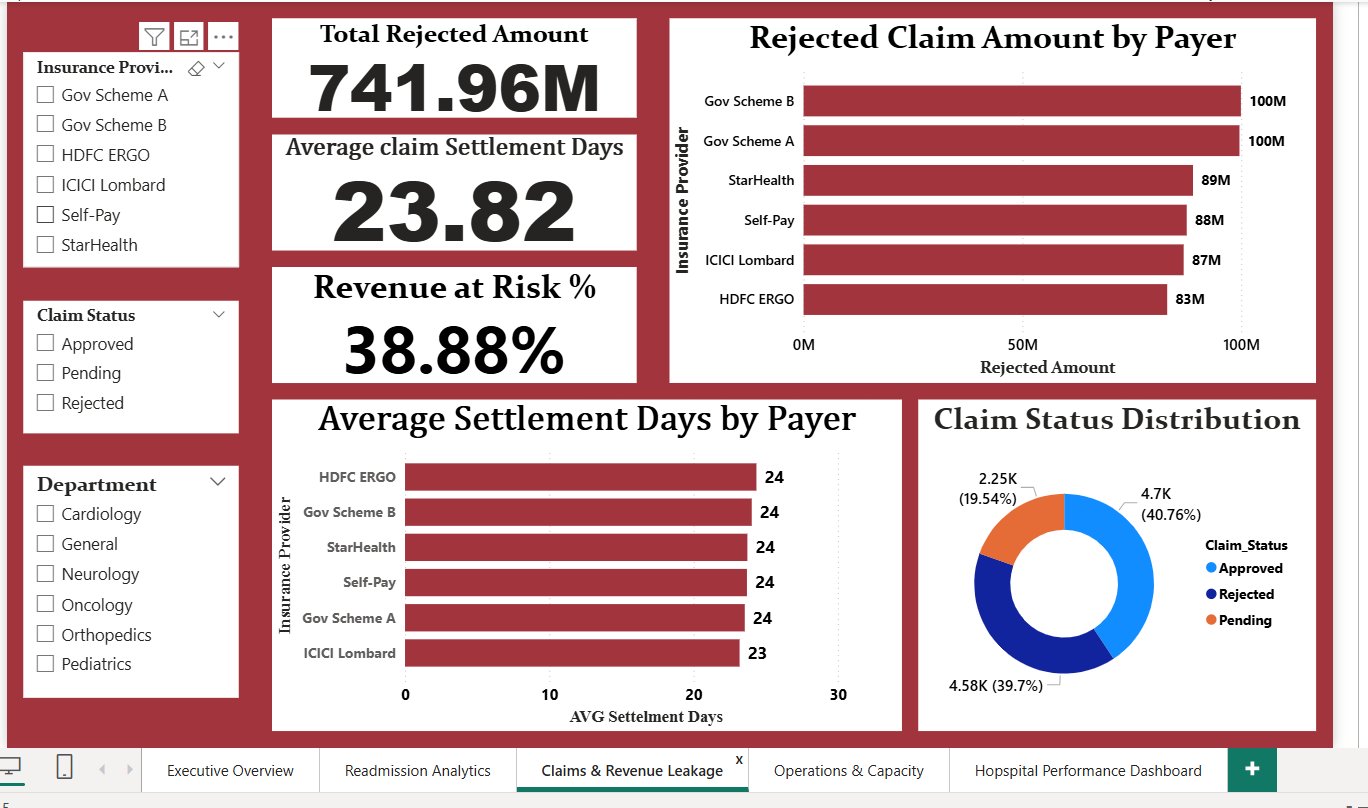 Insurance Provi...
Gov Scheme A
Gov Scheme B
HDFC ERGO
ICICI Lombard
Self-Pay
StarHealth
Claim Status
Approved
Pending
Rejected
Department
Cardiology
General
Neurology
Oncology
Orthopedics
Pediatrics
Total Rejected Amount
741.96M
Average claim Settlement Days
23.82
Revenue at Risk %
38.88%
Rejected Claim Amount by Payer
Insurance Provider
Gov Scheme B 100M
Gov Scheme A 100M
StarHealth 89M
Self-Pay 88M
ICICI Lombard 87M
HDFC ERGO 83M
0M 50M 100M
Rejected Amount
Average Settlement Days by Payer
Insurance Provider
HDFC ERGO 24
Gov Scheme B 24
StarHealth 24
Self-Pay 24
Gov Scheme A 24
ICICI Lombard 23
0 10 20 30
AVG Settelment Days
Claim Status Distribution
2.25K
(19.54%)
4.7K
(40.76%)
4.58K (39.7%)
Claim_Status
Approved
Rejected
Pending
Executive Overview
Readmission Analytics
Claims & Revenue Leakage x
Operations & Capacity
Hopspital Performance Dashboard
+